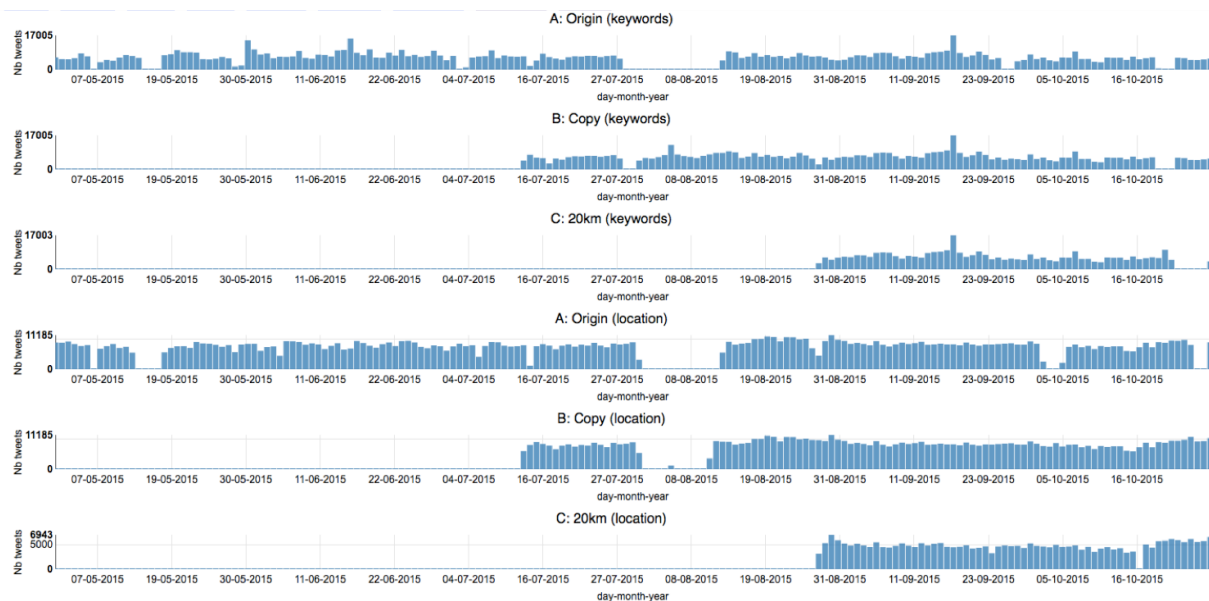 A: Origin (keywords)
17005
Nb tweets
0
07-05-2015 19-05-2015 30-05-2015 11-06-2015 22-06-2015 04-07-2015 16-07-2015 27-07-2015 08-08-2015 19-08-2015 31-08-2015 11-09-2015 23-09-2015 05-10-2015 16-10-2015
day-month-year
B: Copy (keywords)
17005
Nb tweets
0
07-05-2015 19-05-2015 30-05-2015 11-06-2015 22-06-2015 04-07-2015 16-07-2015 27-07-2015 08-08-2015 19-08-2015 31-08-2015 11-09-2015 23-09-2015 05-10-2015 16-10-2015
day-month-year
C: 20km (keywords)
17003
Nb tweets
0
07-05-2015 19-05-2015 30-05-2015 11-06-2015 22-06-2015 04-07-2015 16-07-2015 27-07-2015 08-08-2015 19-08-2015 31-08-2015 11-09-2015 23-09-2015 05-10-2015 16-10-2015
day-month-year
A: Origin (location)
11185
Nb tweets
0
07-05-2015 19-05-2015 30-05-2015 11-06-2015 22-06-2015 04-07-2015 16-07-2015 27-07-2015 08-08-2015 19-08-2015 31-08-2015 11-09-2015 23-09-2015 05-10-2015 16-10-2015
day-month-year
B: Copy (location)
11185
Nb tweets
0
07-05-2015 19-05-2015 30-05-2015 11-06-2015 22-06-2015 04-07-2015 16-07-2015 27-07-2015 08-08-2015 19-08-2015 31-08-2015 11-09-2015 23-09-2015 05-10-2015 16-10-2015
day-month-year
C: 20km (location)
6943
5000
Nb tweets
0
07-05-2015 19-05-2015 30-05-2015 11-06-2015 22-06-2015 04-07-2015 16-07-2015 27-07-2015 08-08-2015 19-08-2015 31-08-2015 11-09-2015 23-09-2015 05-10-2015 16-10-2015
day-month-year